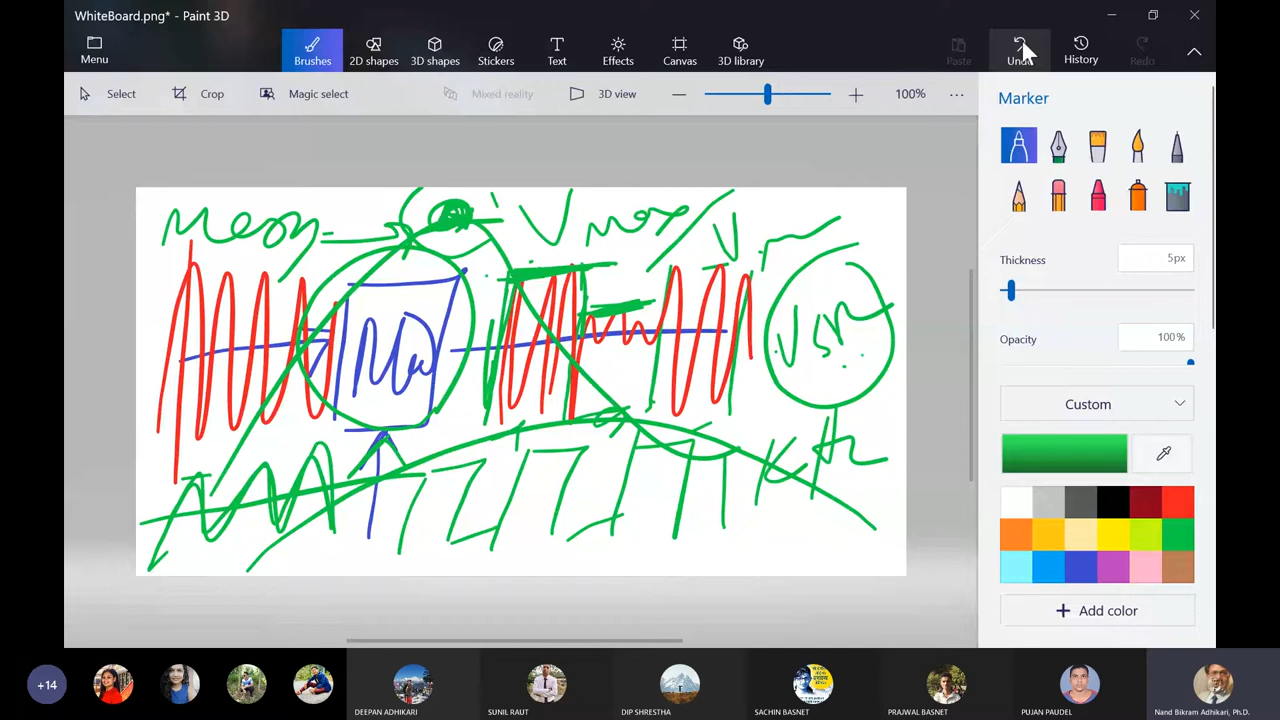 WhiteBoard.png* - Paint 3D
Menu
Brushes
2D shapes
3D shapes
Stickers
Text
Effects
Canvas
3D library
Paste
Undo
History
Redo
Select
Crop
Magic select
Mixed reality
3D view
100%
Marker
Thickness
5px
Opacity
100%
Custom
Add color
Vmax/V
+14
DEEPAN ADHIKARI
SUNIL RAUT
DIP SHRESTHA
SACHIN BASNET
PRAJWAL BASNET
PUJAN PAUDEL
Nand Bikram Adhikari, Ph.D.